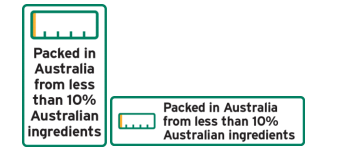 Packed in
Australia
from less
than 10%
Australian
ingredients
Packed in Australia
from less than 10%
Australian ingredients